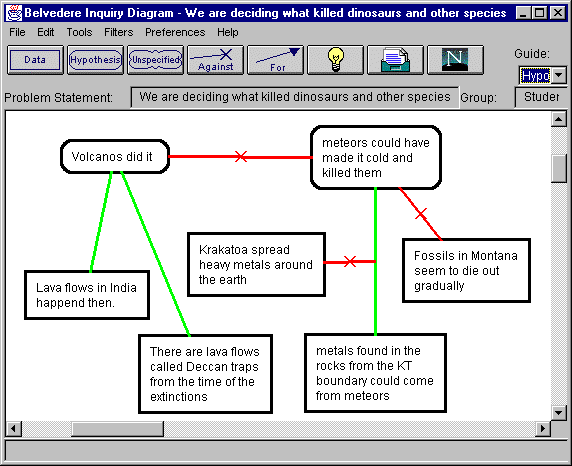 Belvedere Inquiry Diagram - We are deciding what killed dinosaurs and other species
File Edit Tools Filters Preferences Help
Data
Hypothesis
Unspecified
Against
For
N
Guide:
Hypo
Problem Statement: We are deciding what killed dinosaurs and other species Group: Studer
Volcanos did it
meteors could have
made it cold and
killed them
Krakatoa spread
heavy metals around
the earth
Fossils in Montana
seem to die out
gradually
Lava flows in India
happend then.
There are lava flows
called Deccan traps
from the time of the
extinctions
metals found in the
rocks from the KT
boundary could come
from meteors